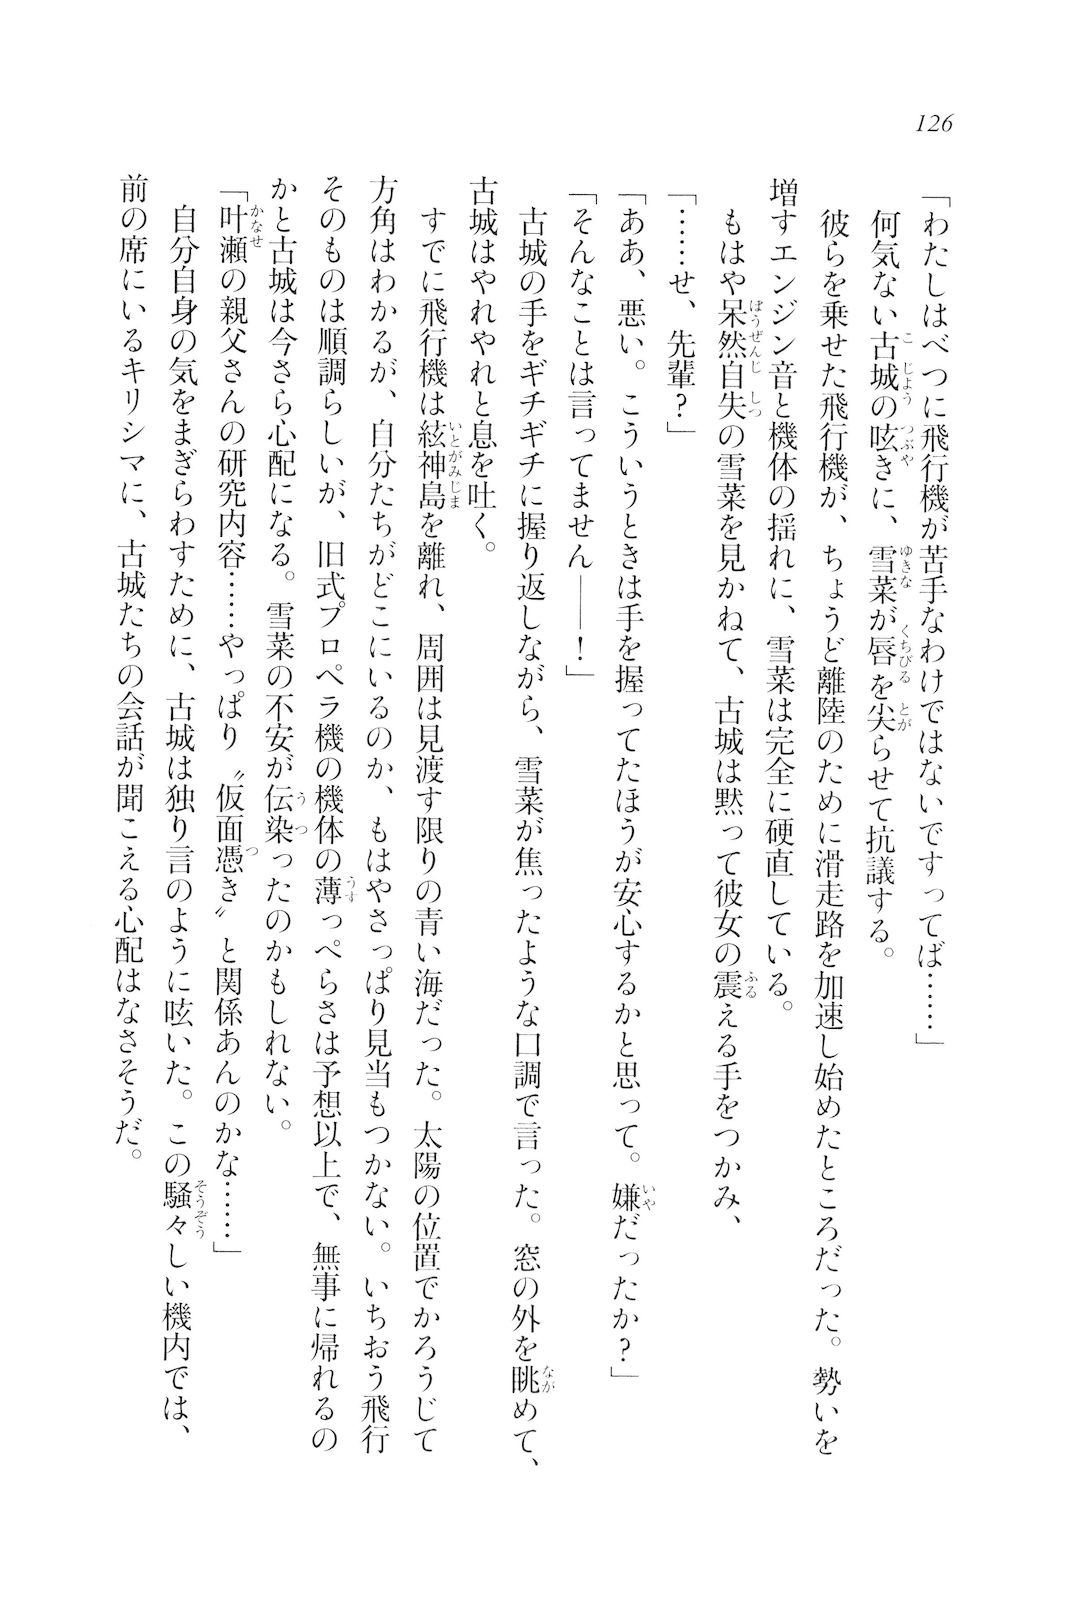 126
「わたしはべつに飛行機が苦手なわけではないですってば……」
何気ない古城の呟きに、雪菜が唇を尖らせて抗議する。
彼らを乗せた飛行機が、ちょうど離陸のために滑走路を加速し始めたところだった。勢いを
増すエンジン音と機体の揺れに、雪菜は完全に硬直している。
もはや呆然自失の雪菜を見かねて、古城は黙って彼女の震える手をつかみ、
「……せ、先輩?」
「ああ、悪い。こういうときは手を握ってたほうが安心するかと思って。嫌だったか?」
「そんなことは言ってません――!」
古城の手をギチギチに握り返しながら、雪菜が焦ったような口調で言った。窓の外を眺めて、
古城はやれやれと息を吐く。
すでに飛行機は絃神島を離れ、周囲は見渡す限りの青い海だった。太陽の位置でかろうじて
方角はわかるが、自分たちがどこにいるのか、もはやさっぱり見当もつかない。いちおう飛行
そのものは順調らしいが、旧式プロペラ機の機体の薄っぺらさは予想以上で、無事に帰れるの
かと古城は今さら心配になる。雪菜の不安が伝染ったのかもしれない。
「叶瀬の親父さんの研究内容……やっぱり〝仮面憑き〟と関係あんのかな……」
自分自身の気をまぎらわすために、古城は独り言のように呟いた。この騒々しい機内では、
前の席にいるキリシマに、古城たちの会話が聞こえる心配はなさそうだ。